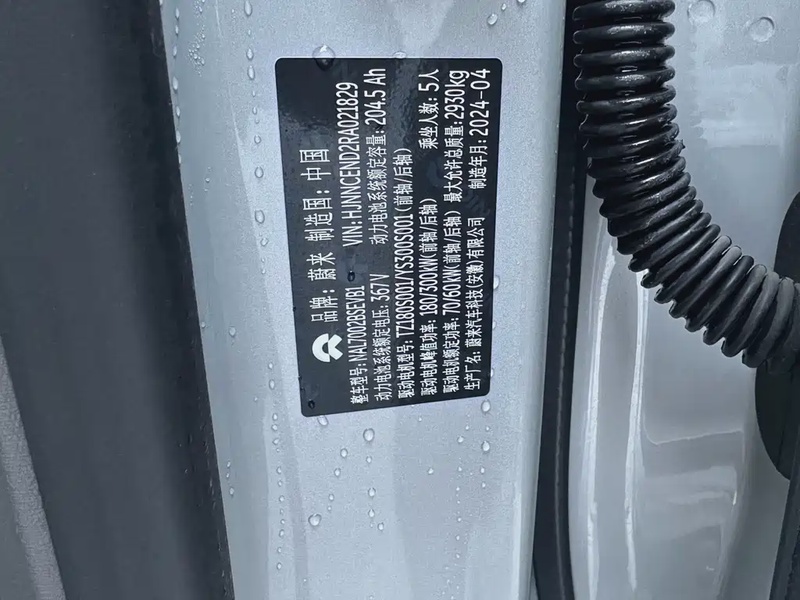 品牌: 蔚来 制造国: 中国
整车型号: NAL7002BSEVB1 VIN: HJNNCEND2RA021829
动力电池系统额定电压: 367V 动力电池系统额定容量: 204.5 Ah
驱动电机型号: TZ180S001/YS300S001(前轴/后轴)
驱动电机峰值功率: 180/300kW(前轴/后轴) 乘坐人数: 5人
驱动电机额定功率: 70/60kW(前轴/后轴) 最大允许总质量: 2930kg
生产厂名: 蔚来汽车科技(安徽)有限公司 制造年月: 2024-04